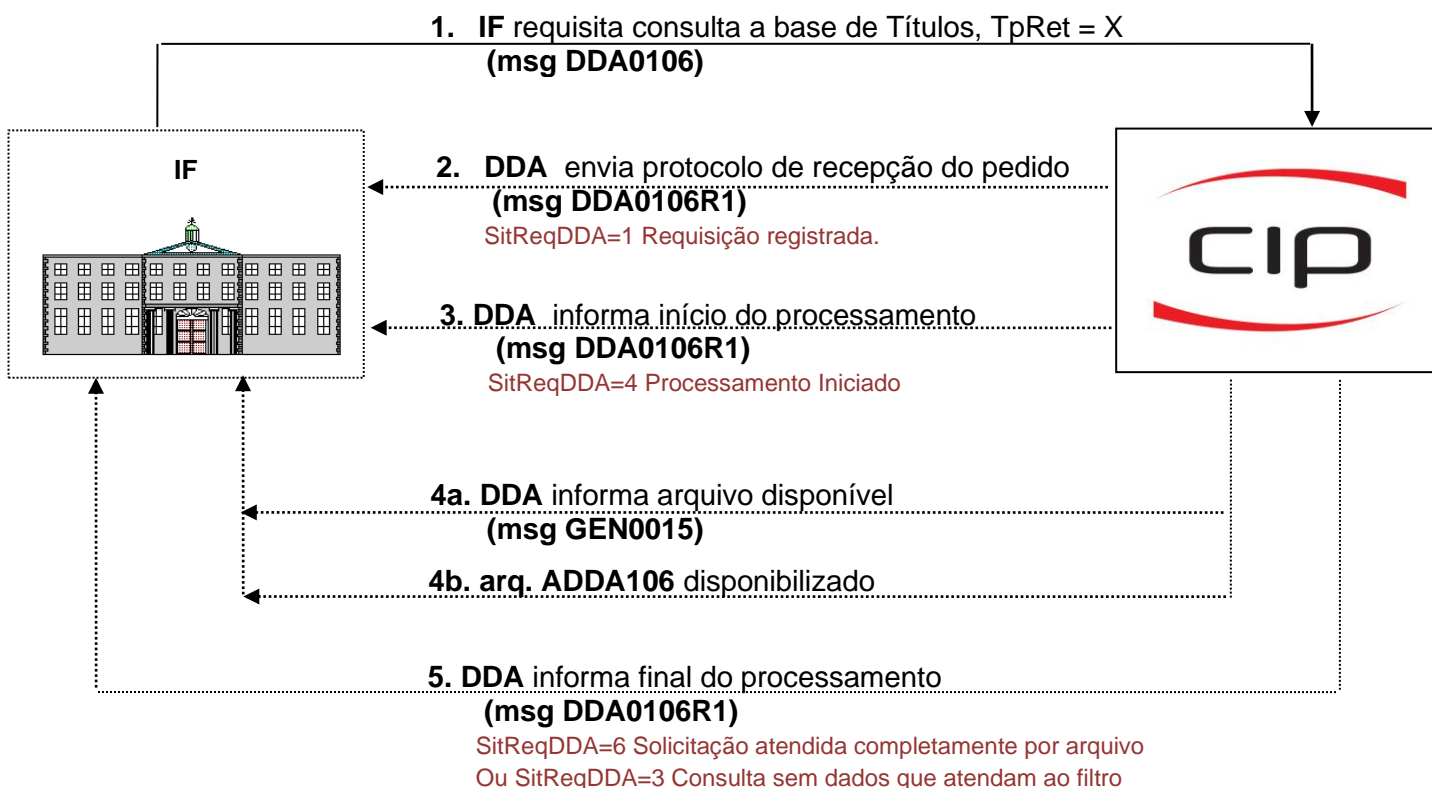 1. IF requisita consulta a base de Títulos, TpRet = X
(msg DDA0106)
IF
2. DDA envia protocolo de recepção do pedido
(msg DDA0106R1)
SitReqDDA=1 Requisição registrada.
cip
3. DDA informa início do processamento
(msg DDA0106R1)
SitReqDDA=4 Processamento Iniciado
4a. DDA informa arquivo disponível
(msg GEN0015)
4b. arq. ADDA106 disponibilizado
5. DDA informa final do processamento
(msg DDA0106R1)
SitReqDDA=6 Solicitação atendida completamente por arquivo
Ou SitReqDDA=3 Consulta sem dados que atendam ao filtro